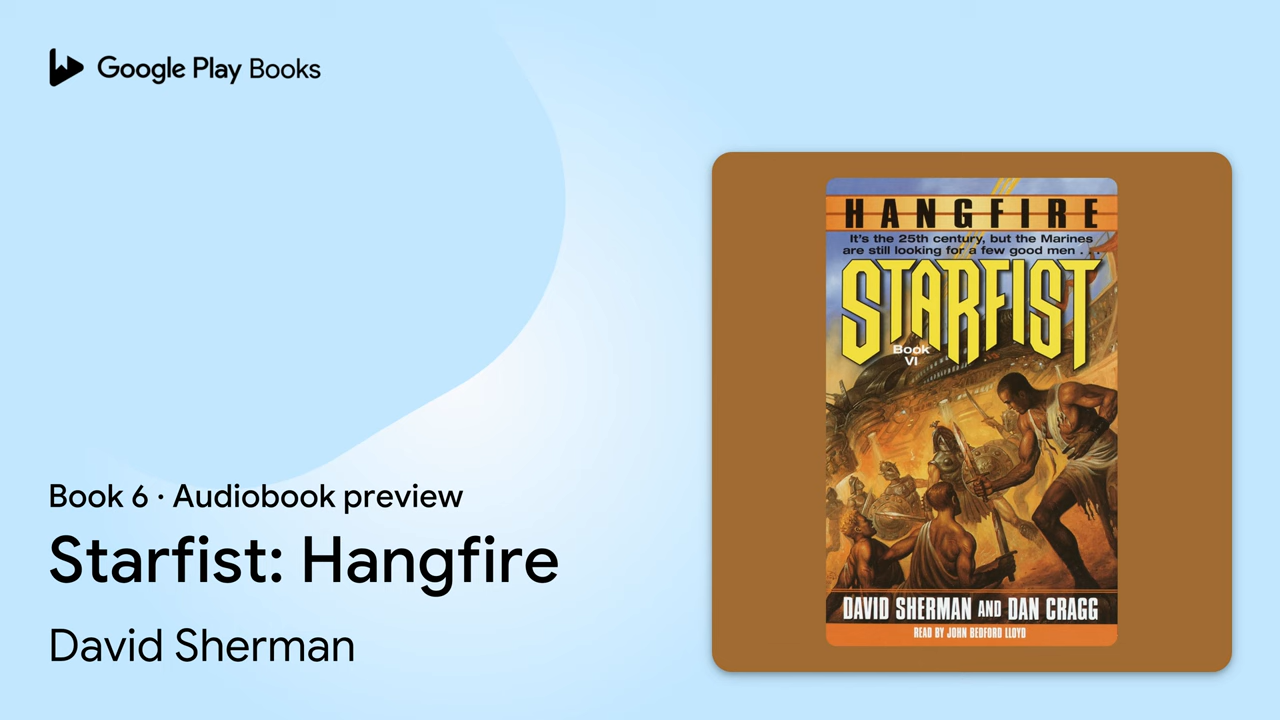 Google Play Books
Book 6 · Audiobook preview
Starfist: Hangfire
David Sherman
HANGFIRE
It's the 25th century, but the Marines
are still looking for a few good men . . .
STARFIST
Book
VI
DAVID SHERMAN AND DAN CRAGG
READ BY JOHN BEDFORD LLOYD